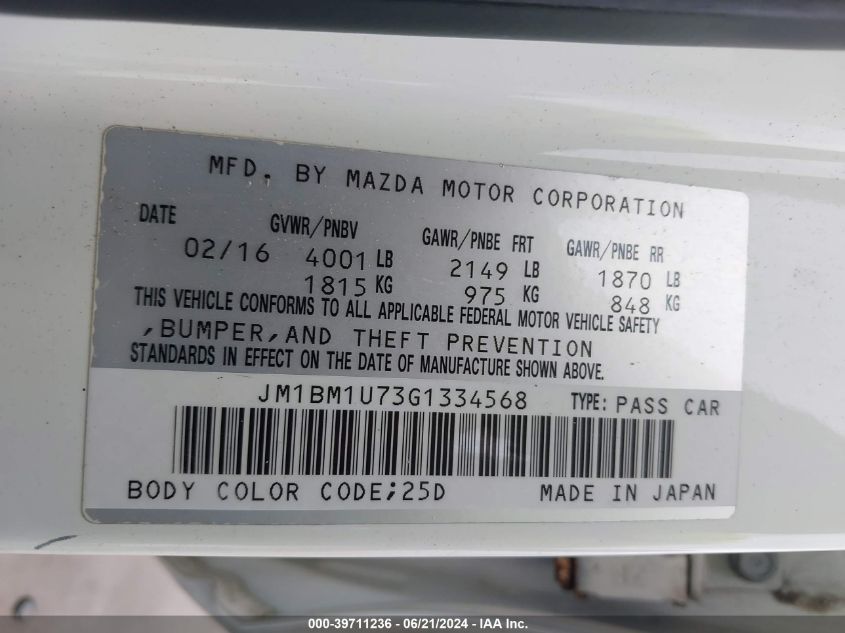 MFD. BY MAZDA MOTOR CORPORATION
DATE GVWR/PNBV GAWR/PNBE FRT GAWR/PNBE RR
02/16 4001 LB 2149 LB 1870 LB
1815 KG 975 KG 848 KG
THIS VEHICLE CONFORMS TO ALL APPLICABLE FEDERAL MOTOR VEHICLE SAFETY
,BUMPER,AND THEFT PREVENTION
STANDARDS IN EFFECT ON THE DATE OF MANUFACTURE SHOWN ABOVE.
JM1BM1U73G1334568 TYPE: PASS CAR
BODY COLOR CODE;25D MADE IN JAPAN
000-39711236 - 06/21/2024 - IAA Inc.